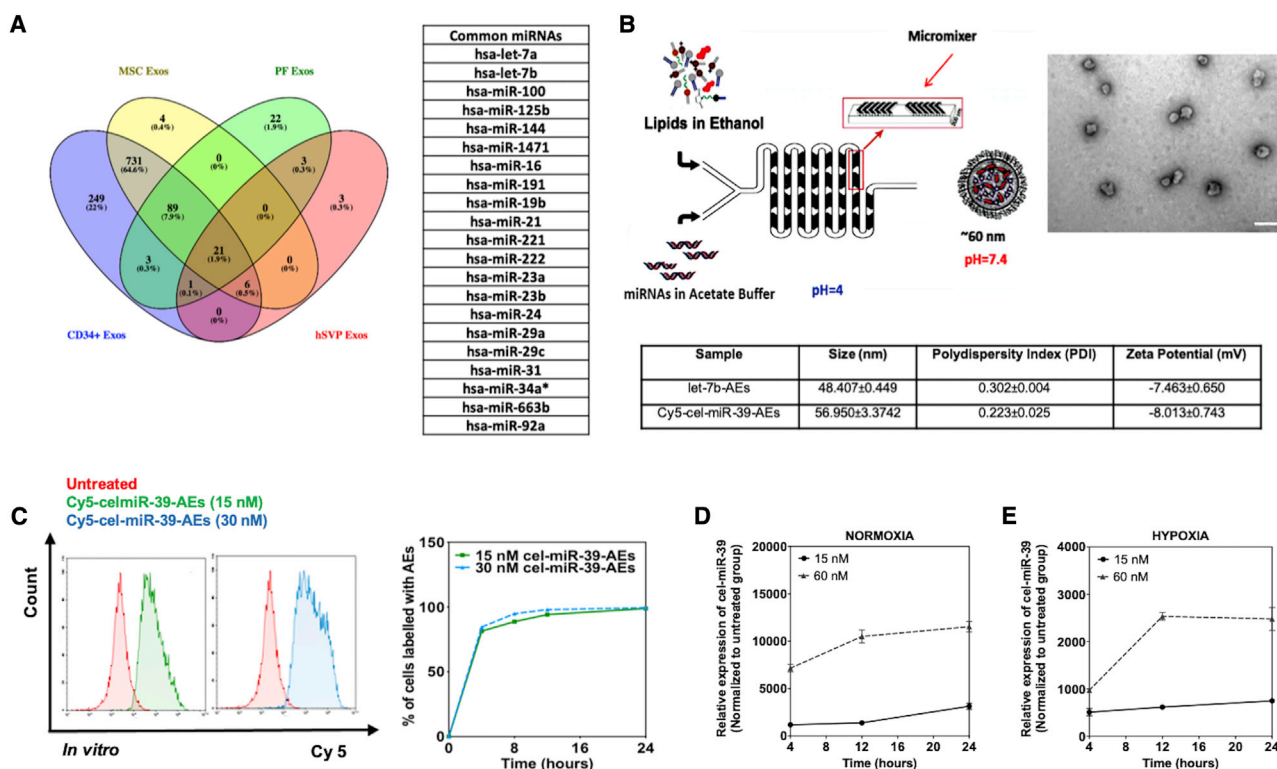 A
MSC Exos
PF Exos
4
(0.4%)
22
(1.9%)
731
(64.6%)
0
(0%)
3
(0.3%)
249
(22%)
89
(7.9%)
0
(0%)
3
(0.3%)
21
(1.9%)
3
(0.3%)
0
(0%)
1
(0.1%)
6
(0.5%)
0
(0%)
CD34+ Exos
hSVP Exos
Common miRNAs
hsa-let-7a
hsa-let-7b
hsa-miR-100
hsa-miR-125b
hsa-miR-144
hsa-miR-1471
hsa-miR-16
hsa-miR-191
hsa-miR-19b
hsa-miR-21
hsa-miR-221
hsa-miR-222
hsa-miR-23a
hsa-miR-23b
hsa-miR-24
hsa-miR-29a
hsa-miR-29c
hsa-miR-31
hsa-miR-34a*
hsa-miR-663b
hsa-miR-92a
B
Micromixer
Lipids in Ethanol
miRNAs in Acetate Buffer
pH=4
~60 nm
pH=7.4
Sample Size (nm) Polydispersity Index (PDI) Zeta Potential (mV)
let-7b-AEs 48.407±0.449 0.302±0.004 -7.463±0.650
Cy5-cel-miR-39-AEs 56.950±3.3742 0.223±0.025 -8.013±0.743
C
Untreated
Cy5-celmiR-39-AEs (15 nM)
Cy5-cel-miR-39-AEs (30 nM)
Count
In vitro
Cy 5
% of cells labelled with AEs
150
100
50
0
15 nM cel-miR-39-AEs
30 nM cel-miR-39-AEs
0 8 16 24
Time (hours)
D
NORMOXIA
Relative expression of cel-miR-39
(Normalized to untreated group)
20000
15000
10000
5000
0
15 nM
60 nM
4 8 12 16 20 24
Time (hours)
E
HYPOXIA
Relative expression of cel-miR-39
(Normalized to untreated group)
4000
3000
2000
1000
0
15 nM
60 nM
4 8 12 16 20 24
Time (hours)